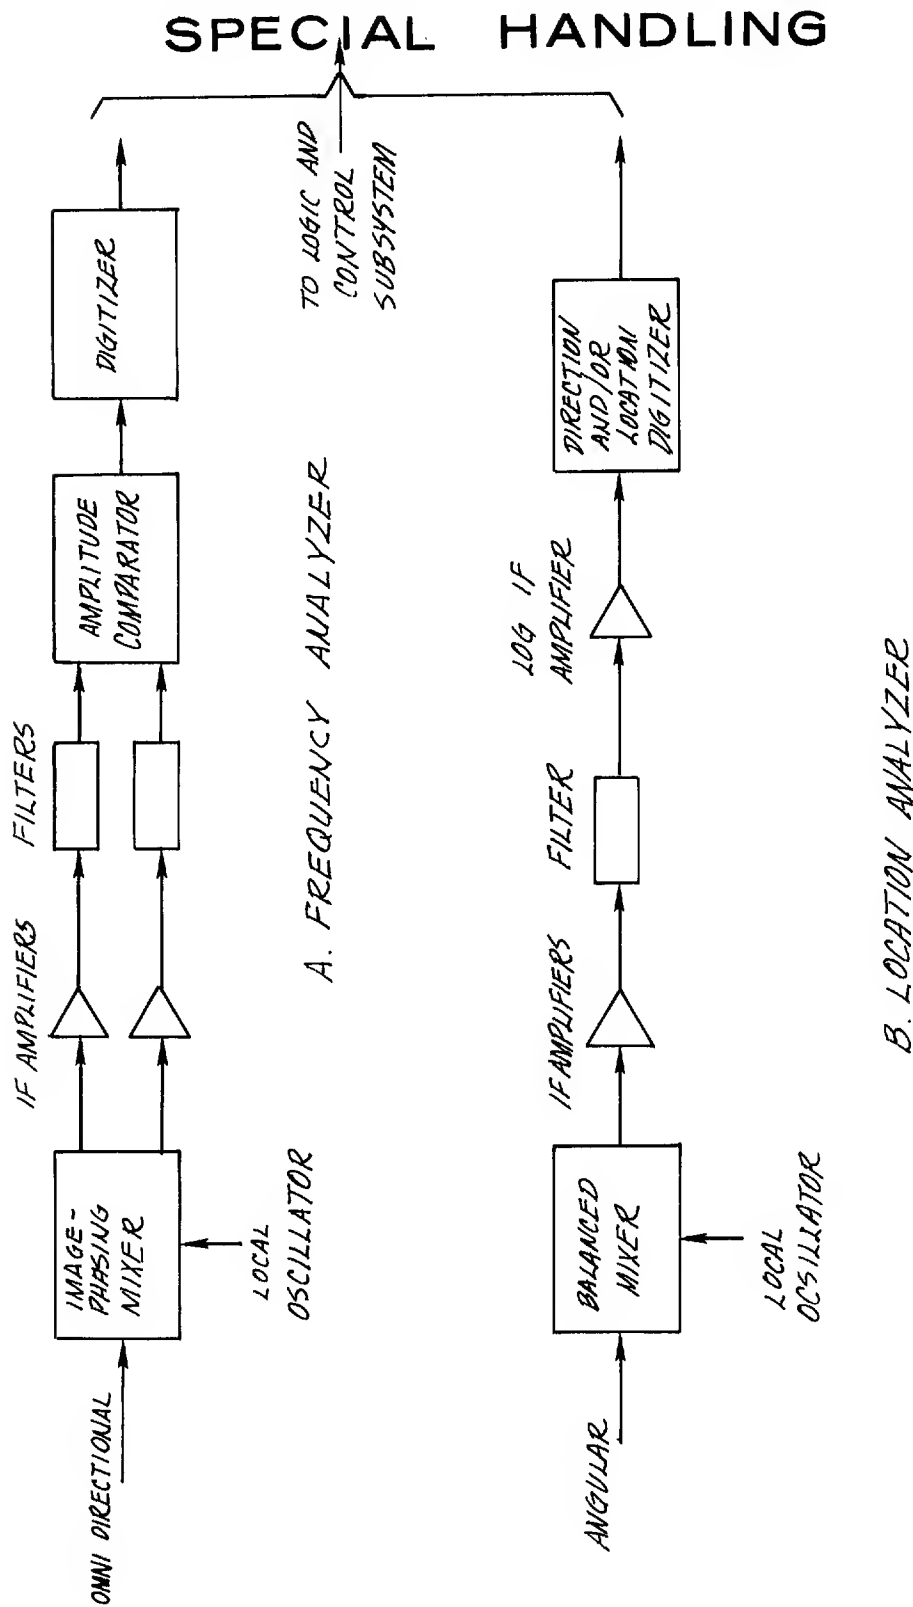 SPECIAL HANDLING
OMNI DIRECTIONAL
IMAGE-
PHASING
MIXER
LOCAL
OSCILLATOR
IF AMPLIFIERS
FILTERS
AMPLITUDE
COMPARATOR
DIGITIZER
TO LOGIC AND
CONTROL
SUBSYSTEM
A. FREQUENCY ANALYZER
ANGULAR
BALANCED
MIXER
LOCAL
OCSILLATOR
IF AMPLIFIERS
FILTER
LOG IF
AMPLIFIER
DIRECTION
AND/OR
LOCATION
DIGITIZER
B. LOCATION ANALYZER